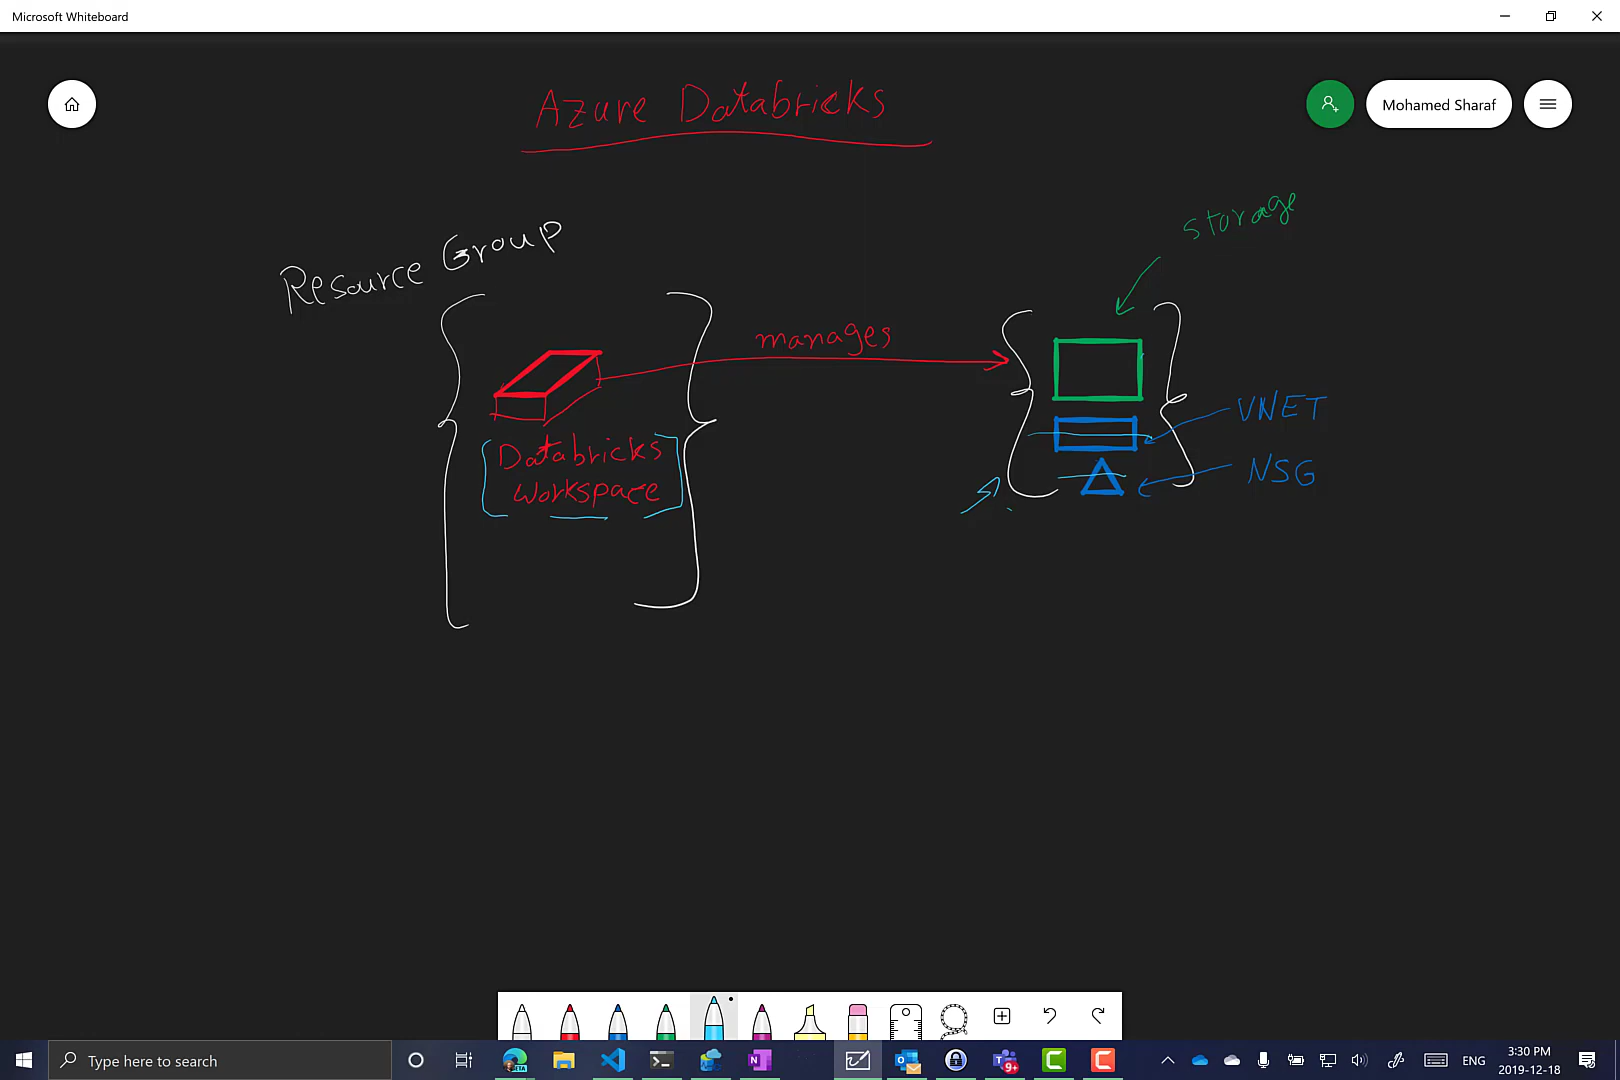 Microsoft Whiteboard
Azure Databricks
Mohamed Sharaf
storage
Resource Group
manages
VNET
Databricks
Workspace
NSG
Type here to search
N
9+
C
C
ENG
3:30 PM
2019-12-18